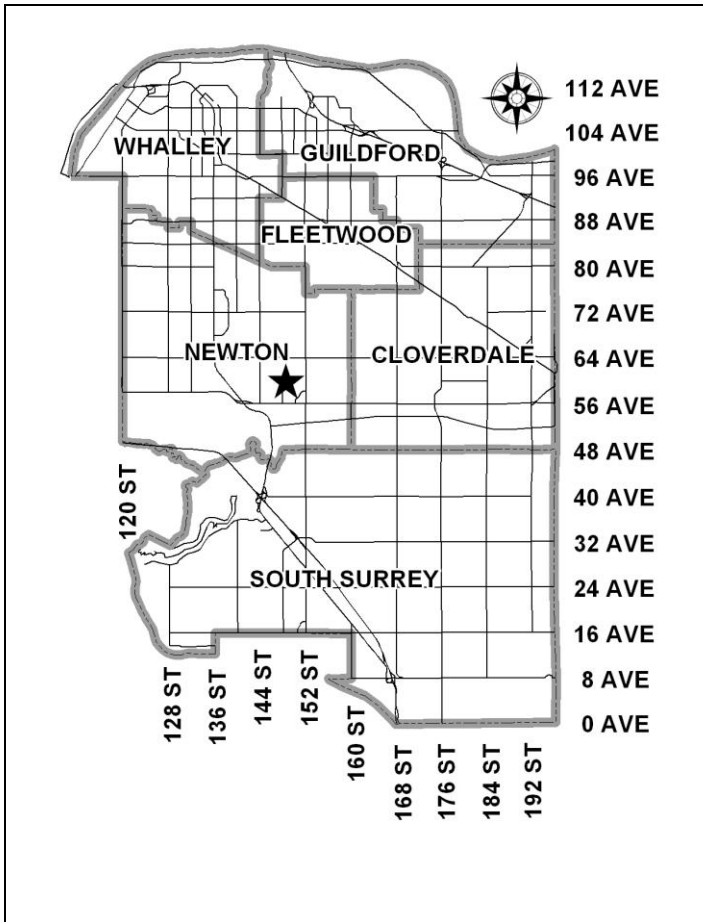 112 AVE
104 AVE
WHALLEY
GUILDFORD
96 AVE
88 AVE
FLEETWOOD
80 AVE
72 AVE
NEWTON
CLOVERDALE
64 AVE
56 AVE
48 AVE
120 ST
40 AVE
32 AVE
SOUTH SURREY
24 AVE
16 AVE
128 ST
136 ST
144 ST
152 ST
8 AVE
160 ST
0 AVE
168 ST
176 ST
184 ST
192 ST